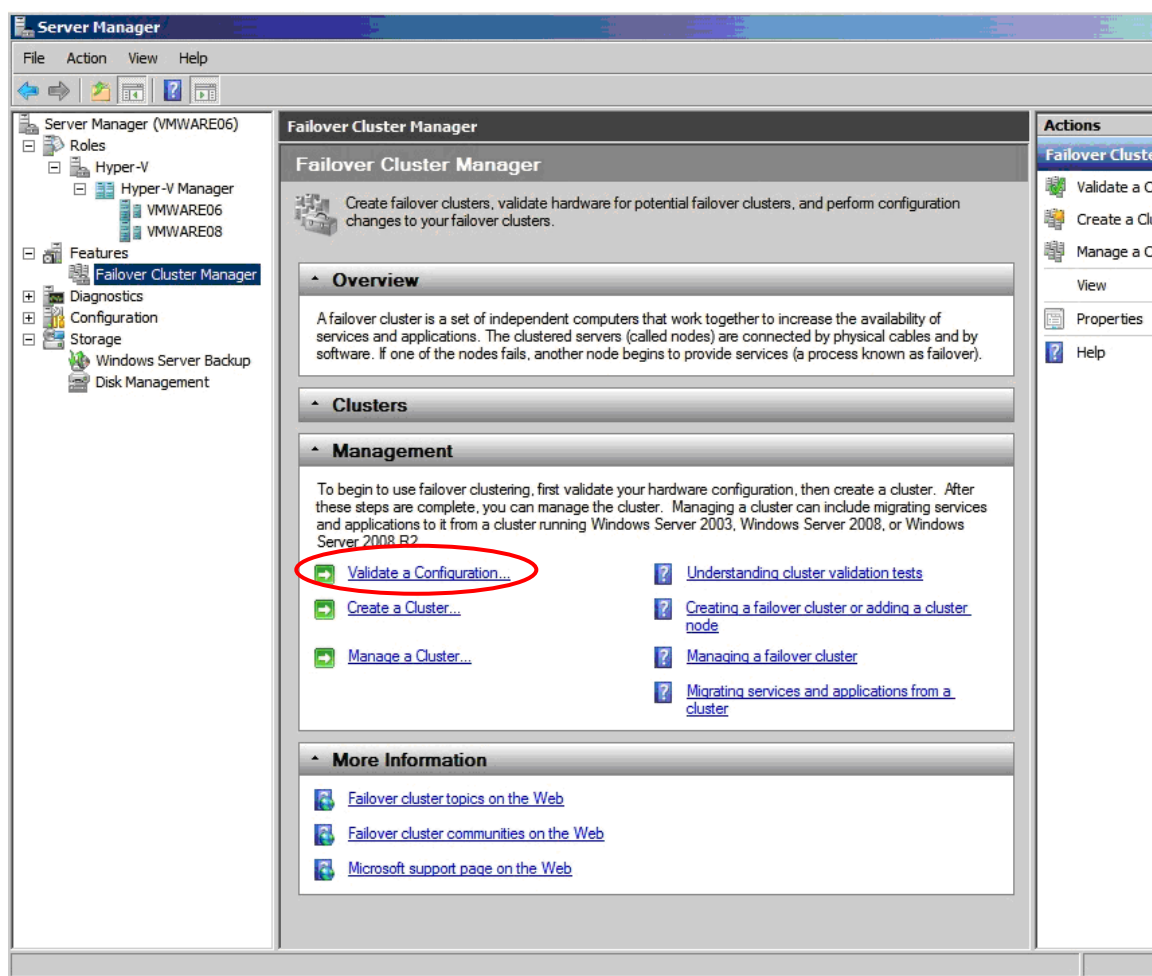 Server Manager
File Action View Help
Server Manager (VMWARE06)
Roles
Hyper-V
Hyper-V Manager
VMWARE06
VMWARE08
Features
Failover Cluster Manager
Diagnostics
Configuration
Storage
Windows Server Backup
Disk Management
Failover Cluster Manager
Failover Cluster Manager
Create failover clusters, validate hardware for potential failover clusters, and perform configuration
changes to your failover clusters.
Overview
A failover cluster is a set of independent computers that work together to increase the availability of
services and applications. The clustered servers (called nodes) are connected by physical cables and by
software. If one of the nodes fails, another node begins to provide services (a process known as failover).
Clusters
Management
To begin to use failover clustering, first validate your hardware configuration, then create a cluster. After
these steps are complete, you can manage the cluster. Managing a cluster can include migrating services
and applications to it from a cluster running Windows Server 2003, Windows Server 2008, or Windows
Server 2008 R2.
Validate a Configuration...
Understanding cluster validation tests
Create a Cluster...
Creating a failover cluster or adding a cluster
node
Manage a Cluster...
Managing a failover cluster
Migrating services and applications from a
cluster
More Information
Failover cluster topics on the Web
Failover cluster communities on the Web
Microsoft support page on the Web
Actions
Failover Cluste
Validate a C
Create a Clu
Manage a C
View
Properties
Help